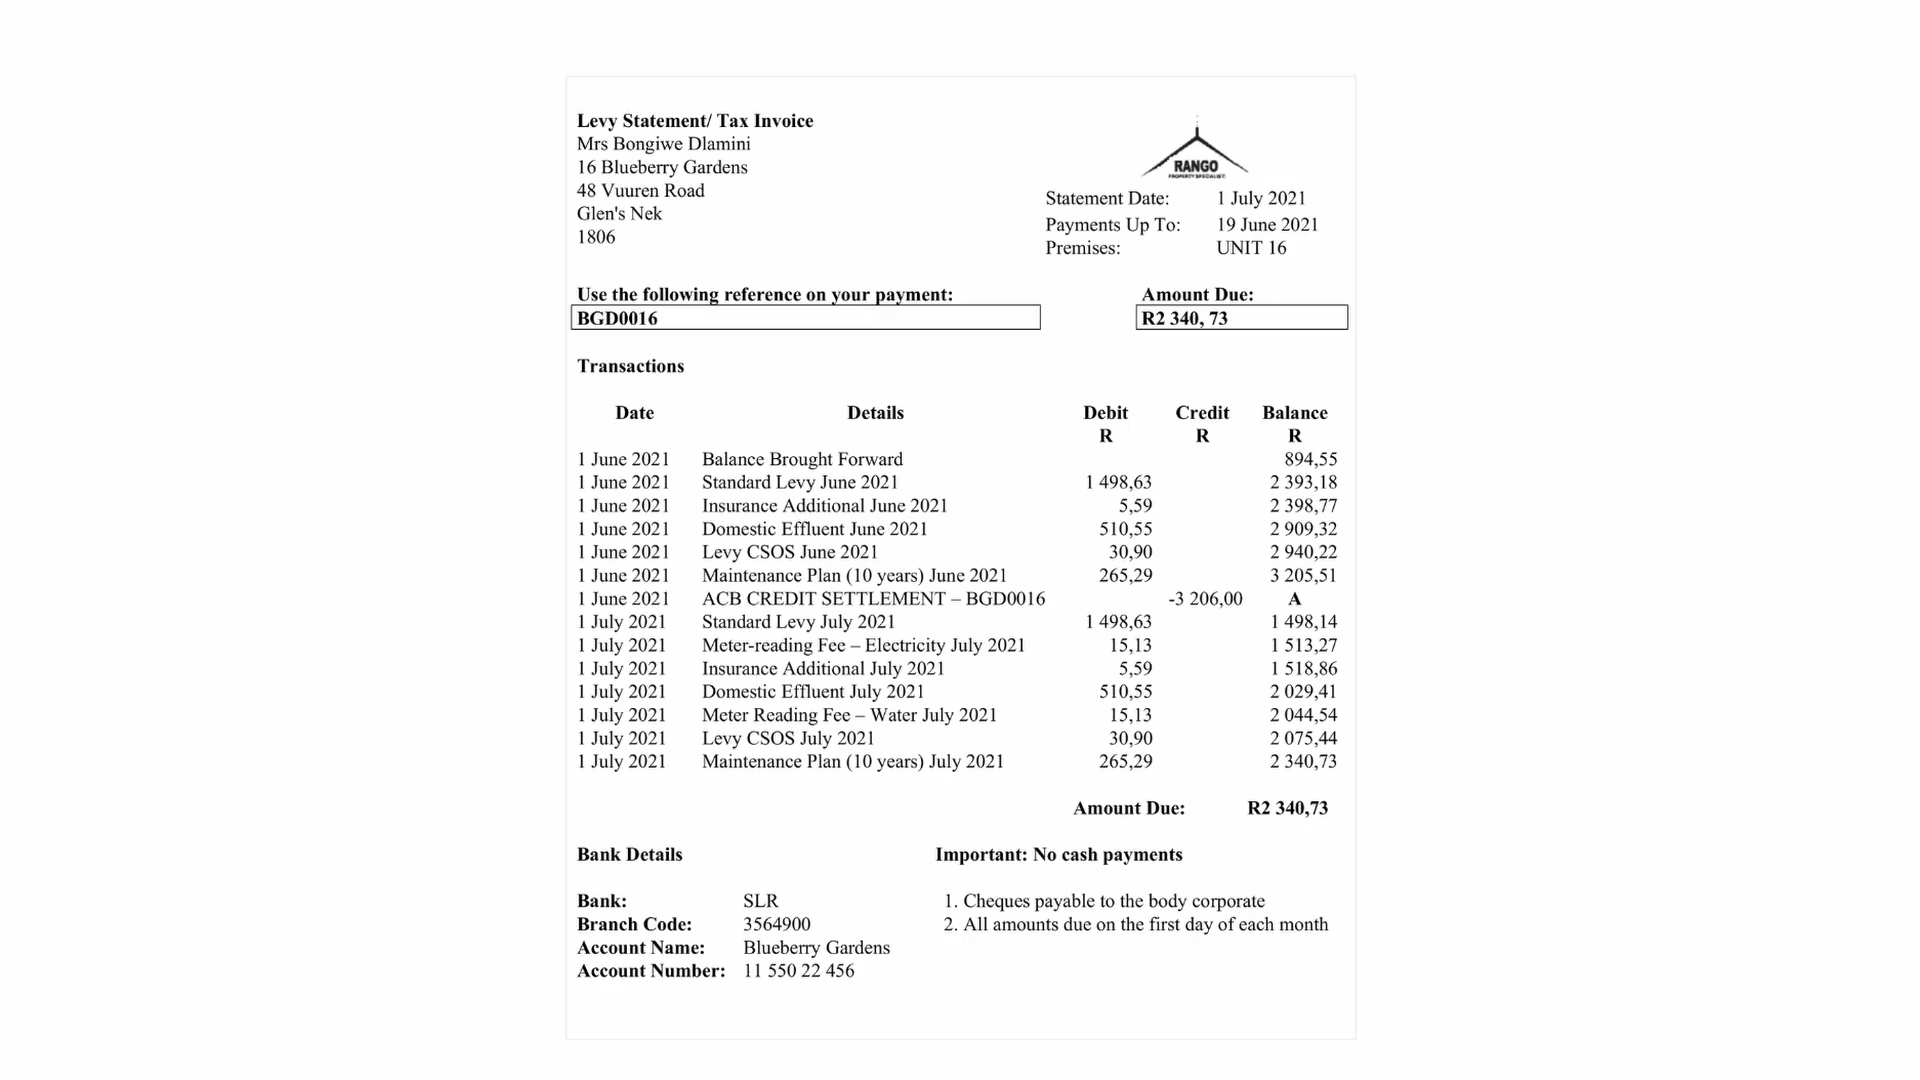 Levy Statement/ Tax Invoice
Mrs Bongiwe Dlamini
16 Blueberry Gardens
48 Vuuren Road
Glen's Nek
1806
RANGO
PROPERTY SPECIALIST
Statement Date: 1 July 2021
Payments Up To: 19 June 2021
Premises: UNIT 16
Use the following reference on your payment: Amount Due:
BGD0016 R2 340, 73
Transactions
Date Details Debit Credit Balance
R R R
1 June 2021 Balance Brought Forward 894,55
1 June 2021 Standard Levy June 2021 1 498,63 2 393,18
1 June 2021 Insurance Additional June 2021 5,59 2 398,77
1 June 2021 Domestic Effluent June 2021 510,55 2 909,32
1 June 2021 Levy CSOS June 2021 30,90 2 940,22
1 June 2021 Maintenance Plan (10 years) June 2021 265,29 3 205,51
1 June 2021 ACB CREDIT SETTLEMENT – BGD0016 -3 206,00 A
1 July 2021 Standard Levy July 2021 1 498,63 1 498,14
1 July 2021 Meter-reading Fee – Electricity July 2021 15,13 1 513,27
1 July 2021 Insurance Additional July 2021 5,59 1 518,86
1 July 2021 Domestic Effluent July 2021 510,55 2 029,41
1 July 2021 Meter Reading Fee – Water July 2021 15,13 2 044,54
1 July 2021 Levy CSOS July 2021 30,90 2 075,44
1 July 2021 Maintenance Plan (10 years) July 2021 265,29 2 340,73
Amount Due: R2 340,73
Bank Details Important: No cash payments
Bank: SLR 1. Cheques payable to the body corporate
Branch Code: 3564900 2. All amounts due on the first day of each month
Account Name: Blueberry Gardens
Account Number: 11 550 22 456